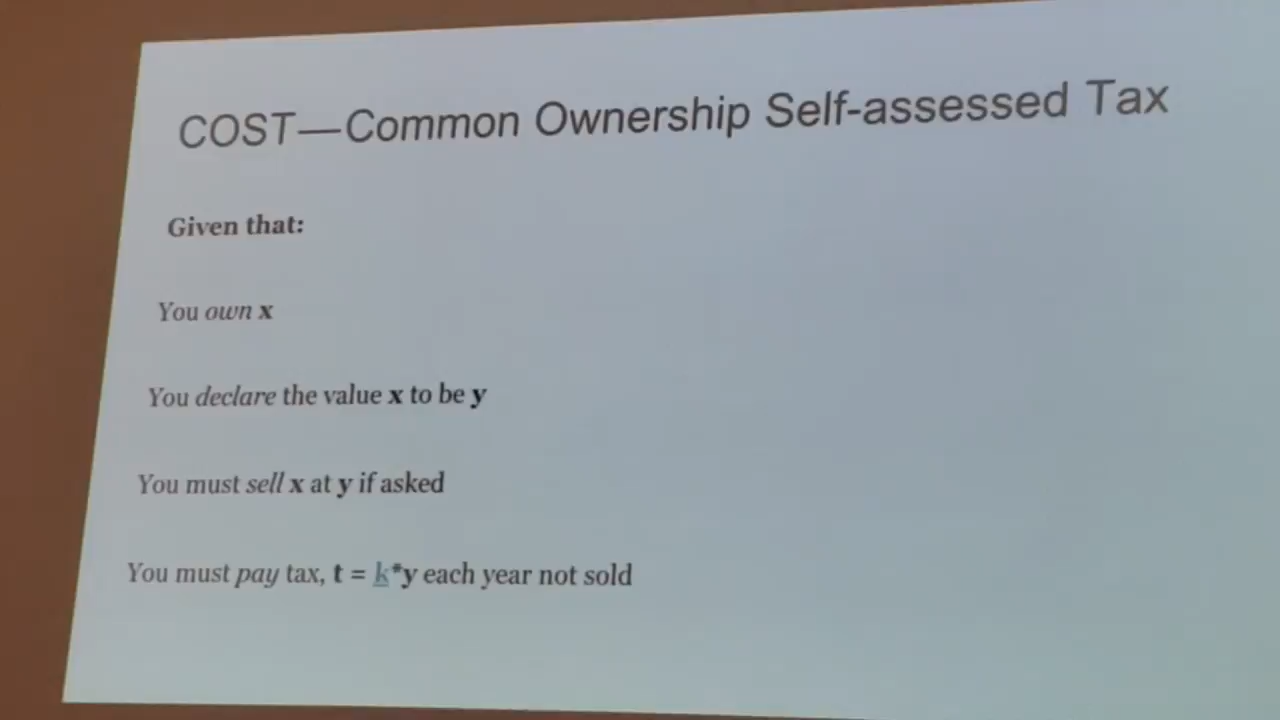 COST—Common Ownership Self-assessed Tax
Given that:
You own x
You declare the value x to be y
You must sell x at y if asked
You must pay tax, t = k*y each year not sold